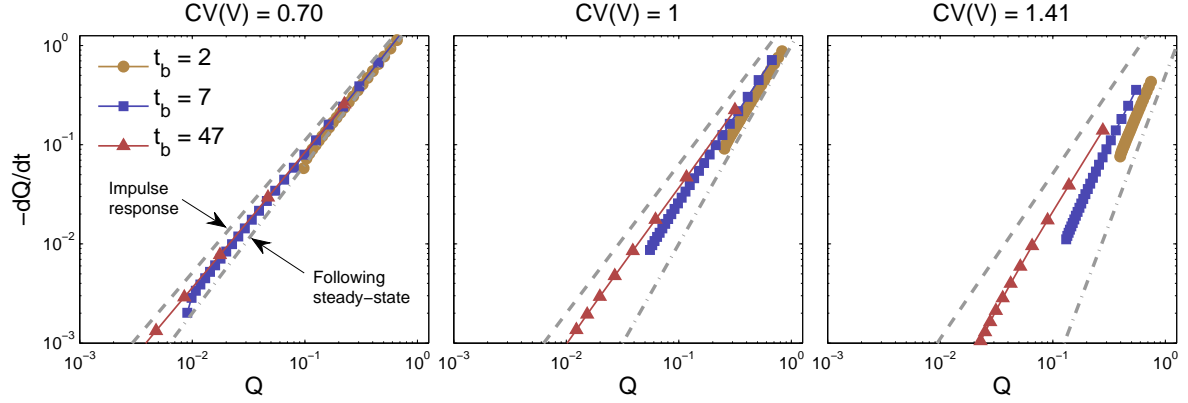 CV(V) = 0.70
CV(V) = 1
CV(V) = 1.41
10^0
10^−1
10^−2
10^−3
−dQ/dt
t_b = 2
t_b = 7
t_b = 47
Impulse
response
Following
steady−state
10^−3 10^−2 10^−1 10^0
10^−3 10^−2 10^−1 10^0
10^−3 10^−2 10^−1 10^0
Q
Q
Q